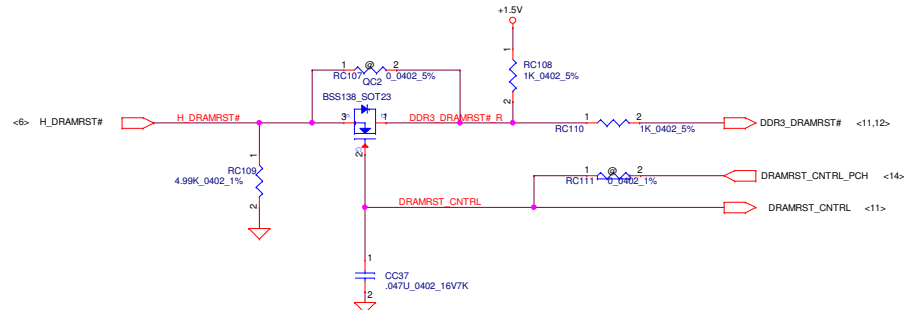 +1.5V
1
RC108
1K_0402_5%
2
1
@
2
RC107
0_0402_5%
QC2
BSS138_SOT23
<6>
H_DRAMRST#
H_DRAMRST#
3
1
DDR3_DRAMRST#_R
1
2
RC110
1K_0402_5%
DDR3_DRAMRST#
<11,12>
2
1
RC109
4.99K_0402_1%
2
1
@
2
RC111
0_0402_1%
DRAMRST_CNTRL_PCH
<14>
DRAMRST_CNTRL
DRAMRST_CNTRL
<11>
1
CC37
.047U_0402_16V7K
2